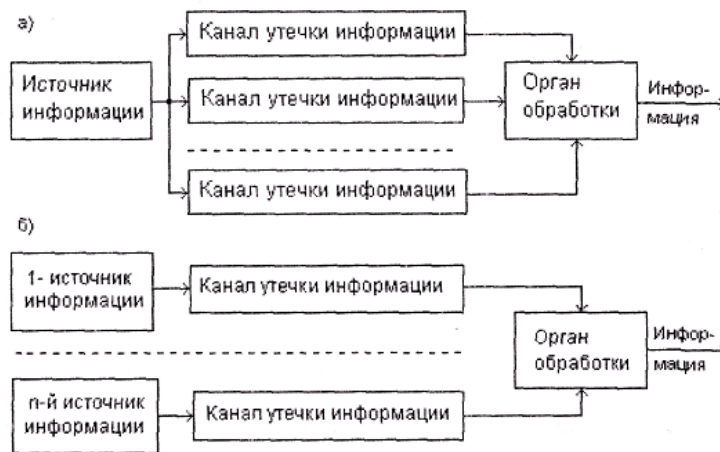 а)
Канал утечки информации
Источник
информации
Канал утечки информации
Орган
обработки
Инфор-
мация
Канал утечки информации
б)
1- источник
информации
Канал утечки информации
Орган
обработки
Инфор-
мация
n-й источник
информации
Канал утечки информации